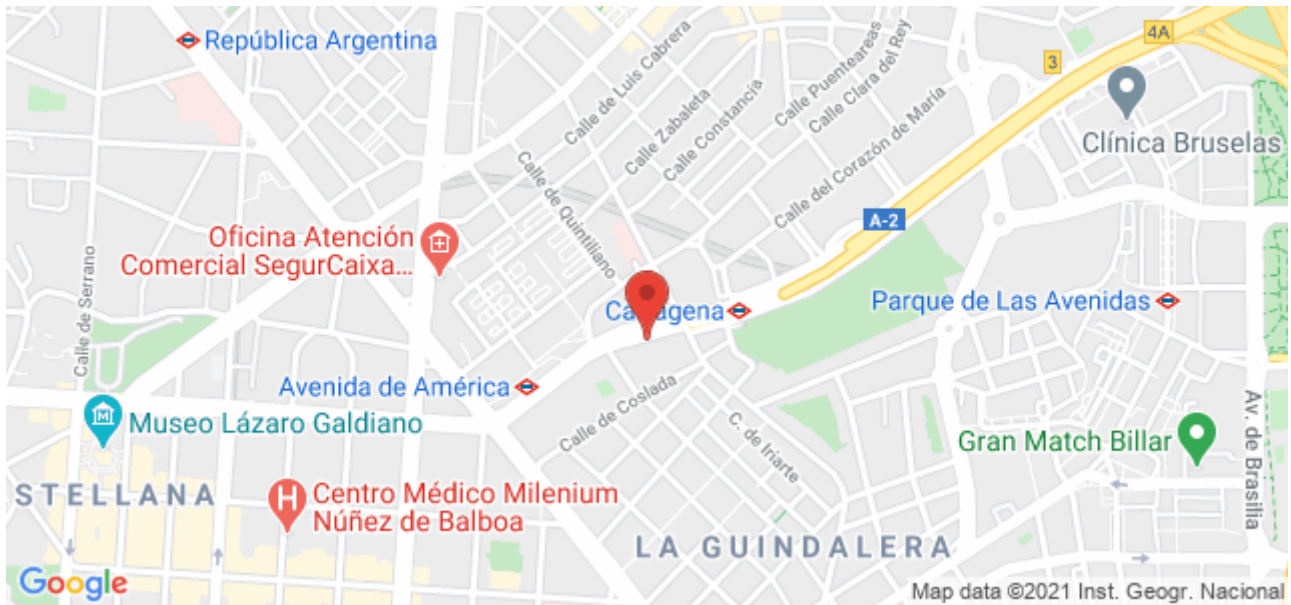 República Argentina
4A
3
Calle de Luis Cabrera
Calle Puenteareas
Calle Clara del Rey
Calle Zabaleta
Calle Constancia
Clínica Bruselas
Calle del Corazón de María
Calle de Quintiliano
A-2
Oficina Atención
Comercial SegurCaixa...
Calle de Serrano
Parque de Las Avenidas
Avenida de América
Calle de Coslada
Museo Lázaro Galdiano
C. de Iriarte
Gran Match Billar
Av. de Brasilia
STELLANA
H
Centro Médico Milenium
Núñez de Balboa
LA GUINDALERA
Google
Map data ©2021 Inst. Geogr. Nacional